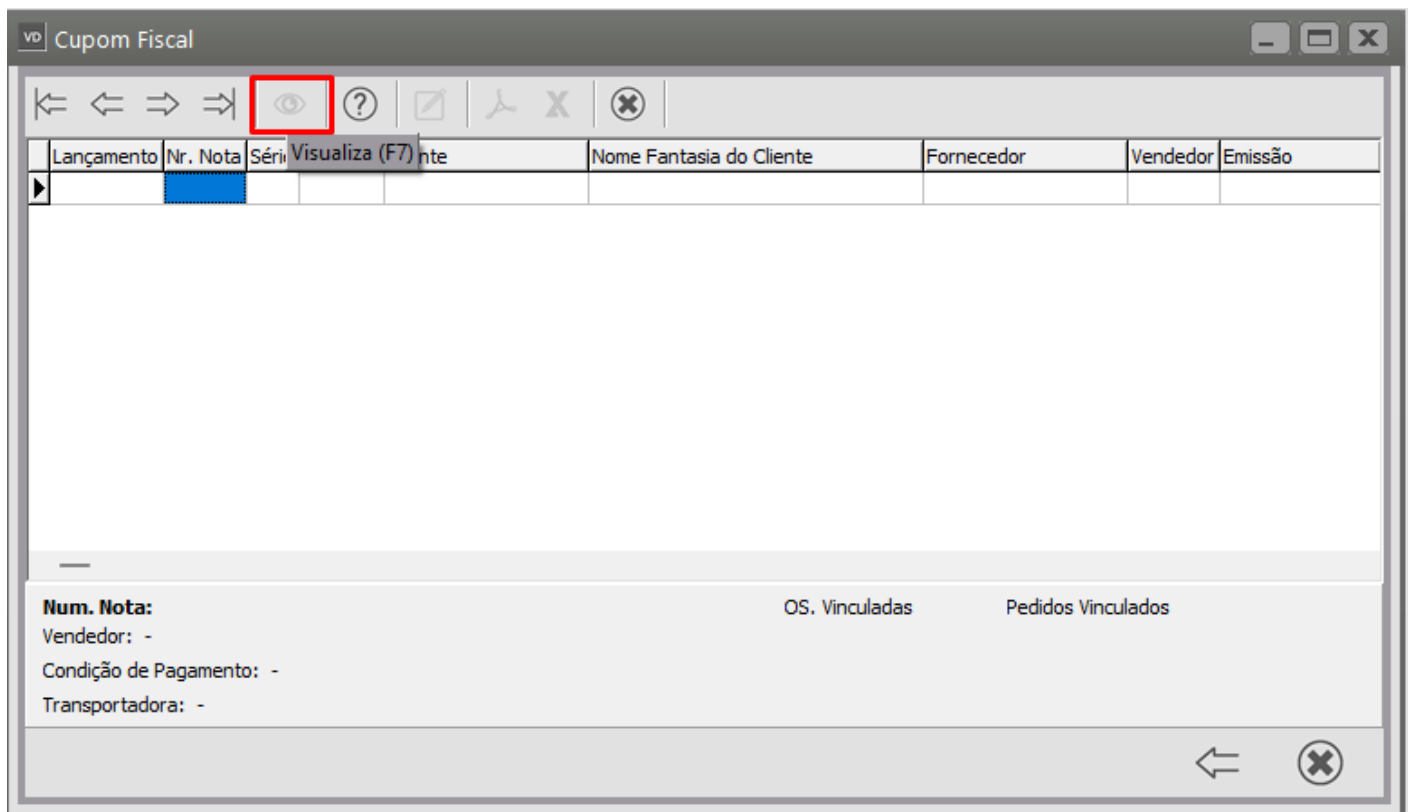 VD Cupom Fiscal
Visualiza (F7)
Lançamento Nr. Nota Séri nte Nome Fantasia do Cliente Fornecedor Vendedor Emissão
Num. Nota: OS. Vinculadas Pedidos Vinculados
Vendedor: -
Condição de Pagamento: -
Transportadora: -